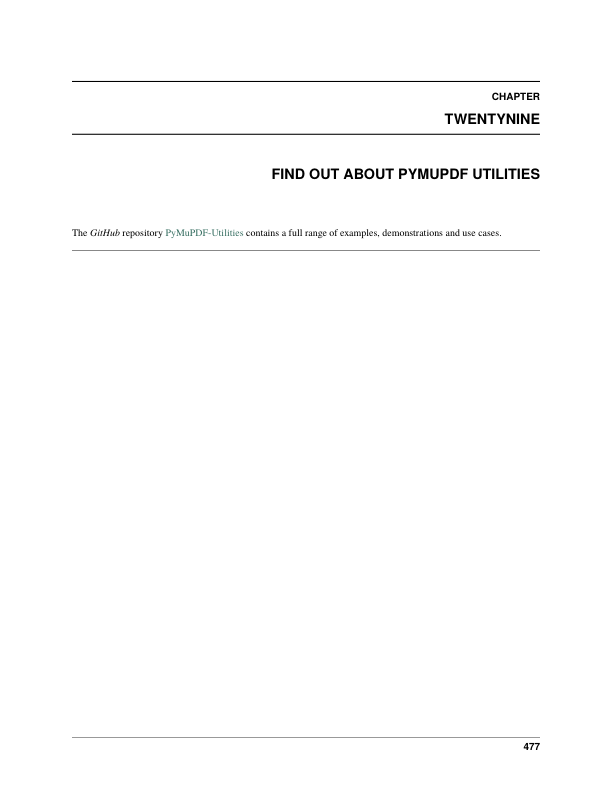 CHAPTER
TWENTYNINE
FIND OUT ABOUT PYMUPDF UTILITIES
The GitHub repository PyMuPDF-Utilities contains a full range of examples, demonstrations and use cases.
477